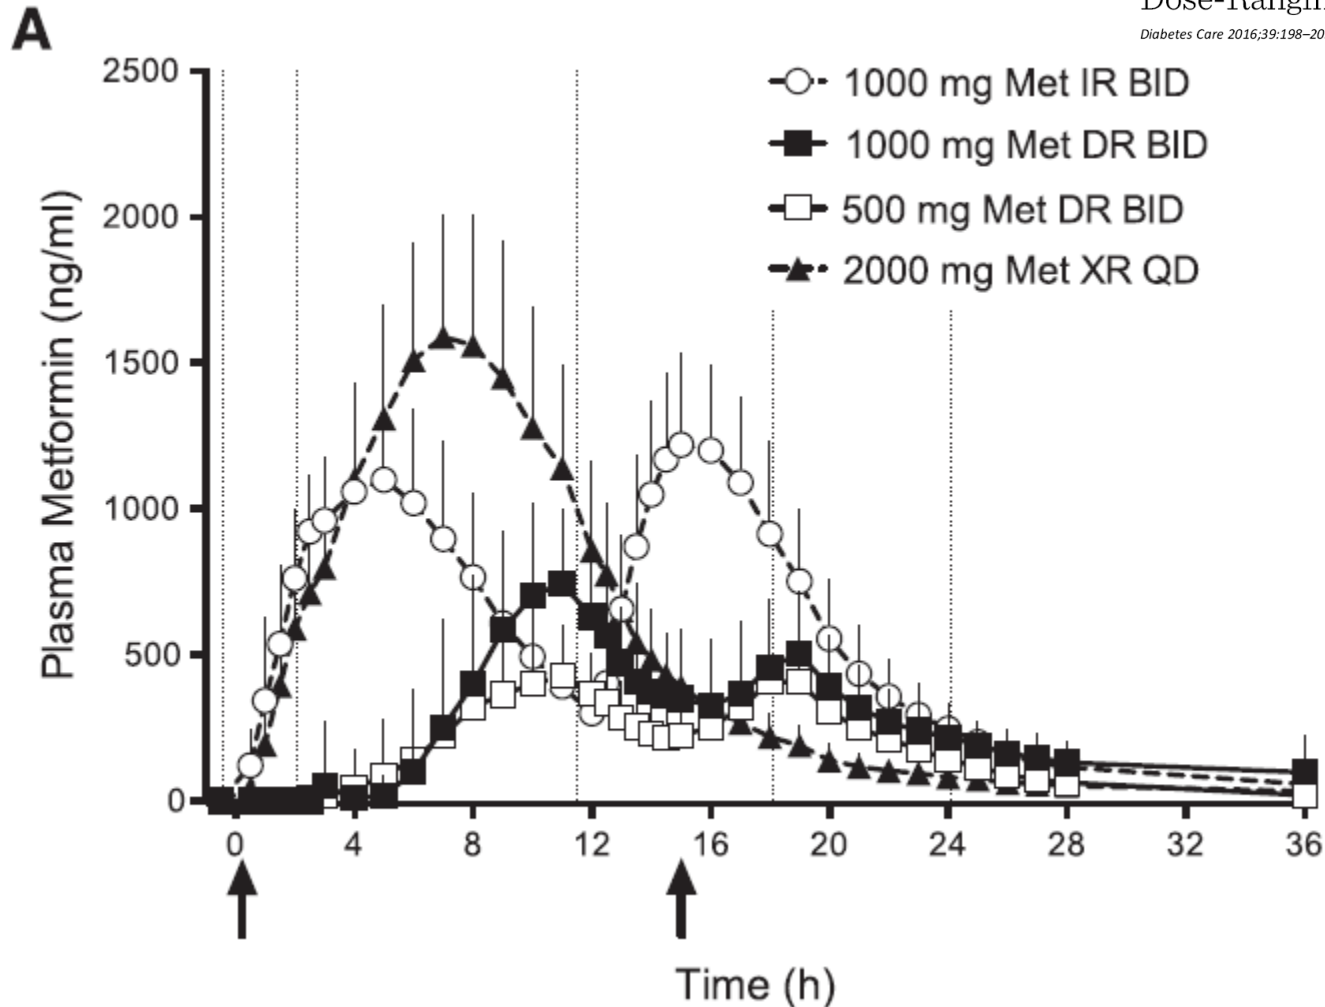 A
Diabetes Care 2016;39:198–20
2500
2000
1500
1000
500
0
Plasma Metformin (ng/ml)
1000 mg Met IR BID
1000 mg Met DR BID
500 mg Met DR BID
2000 mg Met XR QD
0 4 8 12 16 20 24 28 32 36
Time (h)